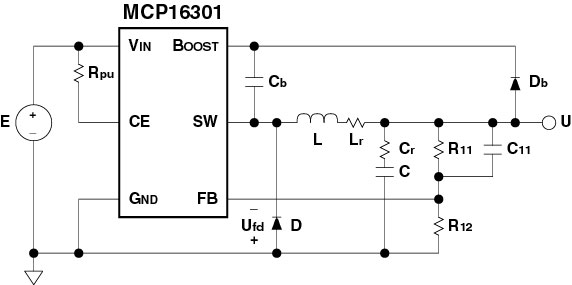 MCP16301
VIN BOOST
Rpu Cb Db
E + CE SW U
−
L Lr Cr R11 C11
C
GND FB
− Ufd D R12
+